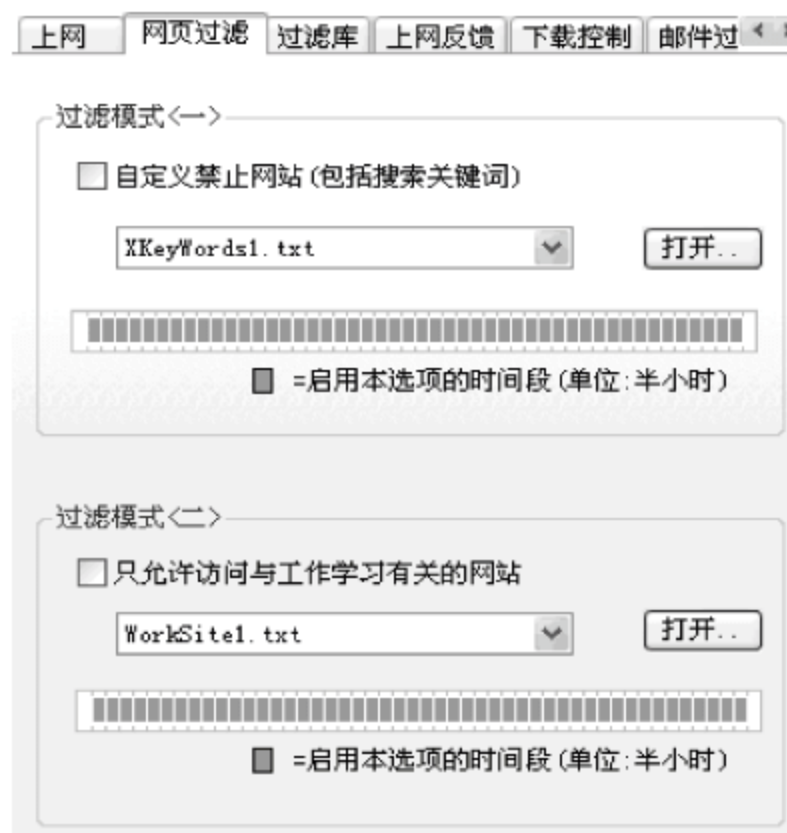 上网 网页过滤 过滤库 上网反馈 下载控制 邮件过
过滤模式<一>
自定义禁止网站(包括搜索关键词)
XKeyWords1.txt 打开..
=启用本选项的时间段(单位:半小时)
过滤模式<二>
只允许访问与工作学习有关的网站
WorkSite1.txt 打开..
=启用本选项的时间段(单位:半小时)